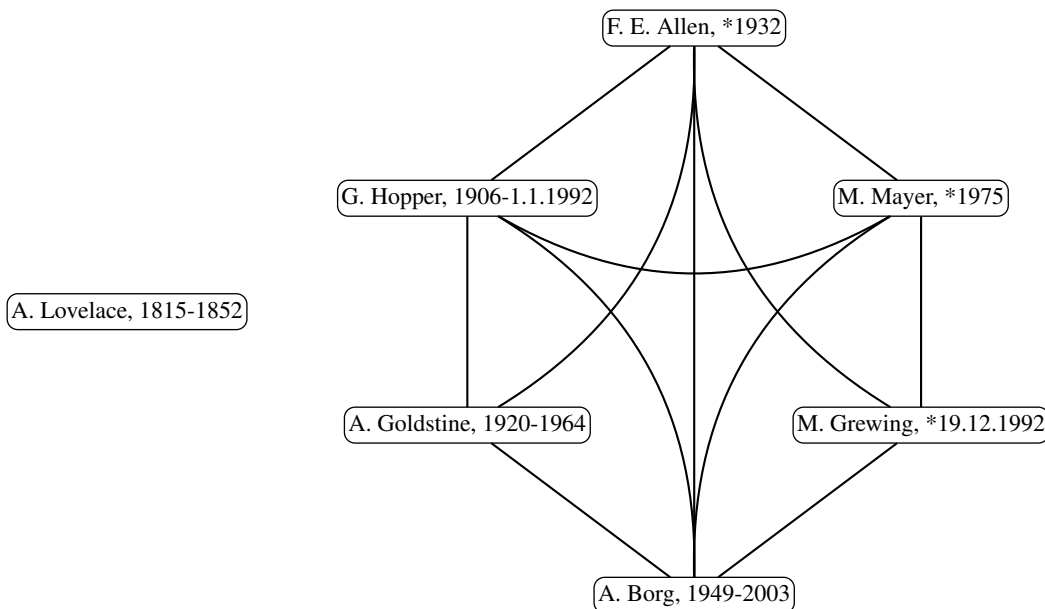 F. E. Allen, *1932
G. Hopper, 1906-1.1.1992
M. Mayer, *1975
A. Lovelace, 1815-1852
A. Goldstine, 1920-1964
M. Grewing, *19.12.1992
A. Borg, 1949-2003